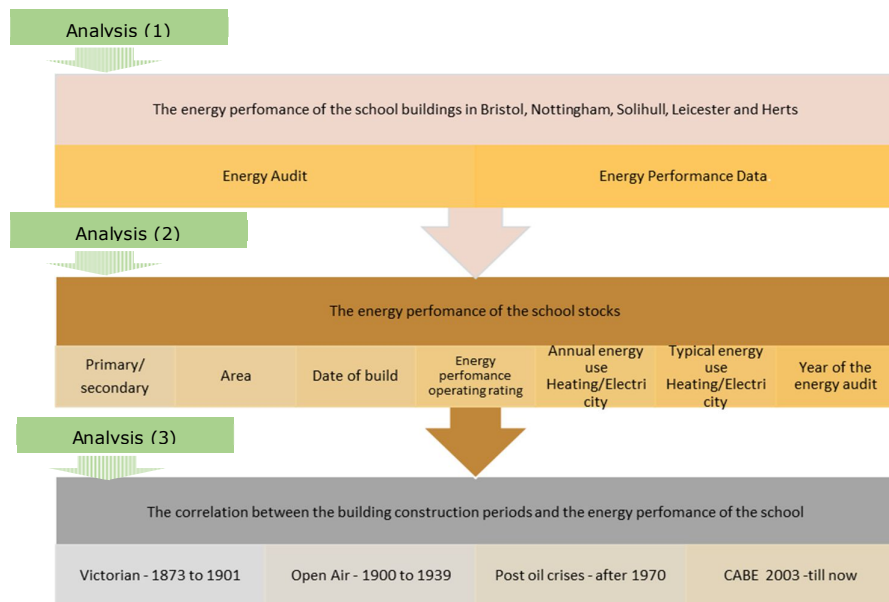 Analysis (1)
The energy perfomance of the school buildings in Bristol, Nottingham, Solihull, Leicester and Herts
Energy Audit
Energy Performance Data
Analysis (2)
The energy perfomance of the school stocks
Primary/
secondary
Area
Date of build
Energy
perfomance
operating rating
Annual energy
use
Heating/Electri
city
Typical energy
use
Heating/Electri
city
Year of the
energy audit
Analysis (3)
The correlation between the building construction periods and the energy perfomance of the school
Victorian - 1873 to 1901
Open Air - 1900 to 1939
Post oil crises - after 1970
CABE 2003 -till now